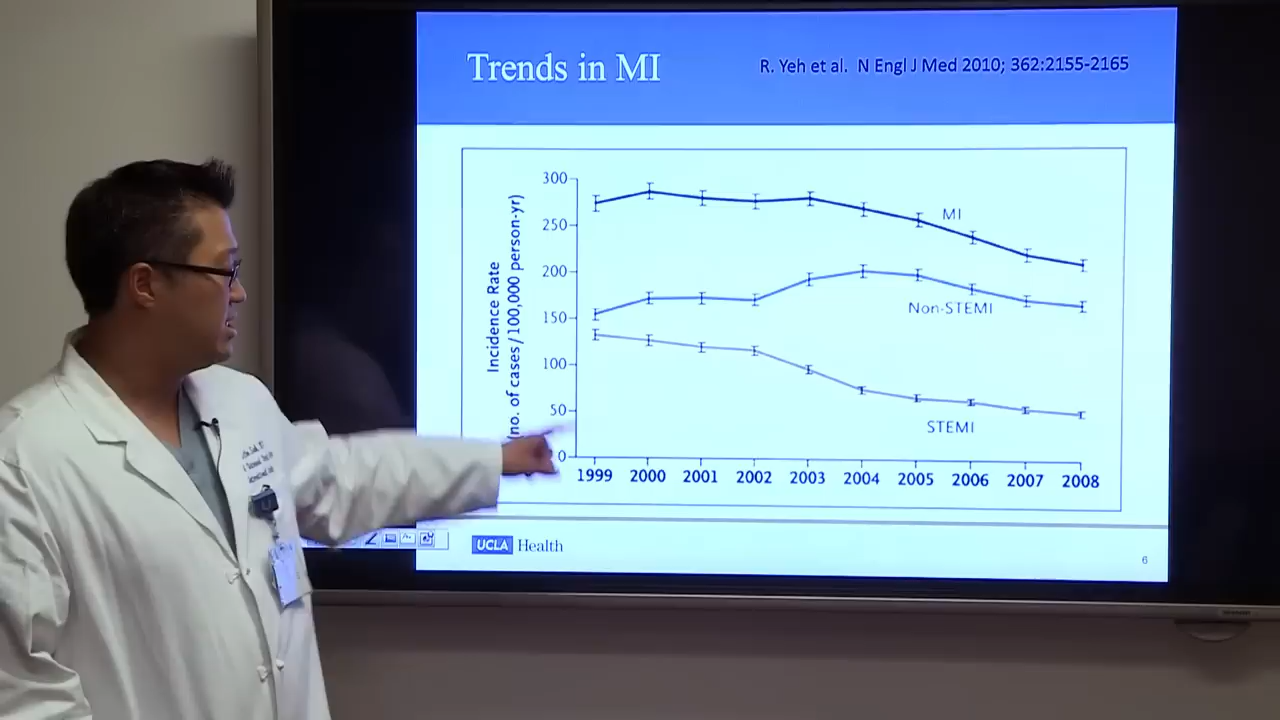 Trends in MI
R. Yeh et al. N Engl J Med 2010; 362:2155-2165
Incidence Rate
(no. of cases/100,000 person-yr)
300
250
200
150
100
50
0
MI
Non-STEMI
STEMI
1999 2000 2001 2002 2003 2004 2005 2006 2007 2008
UCLA Health
6